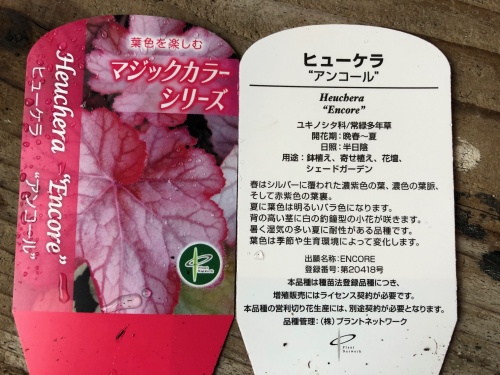 葉色を楽しむ
マジックカラー
シリーズ
Heuchera "Encore"
ヒューケラ "アンコール"
ヒューケラ
"アンコール"
Heuchera
"Encore"
ユキノシタ科/常緑多年草
開花期：晩春〜夏
日照：半日陰
用途：鉢植え、寄せ植え、花壇、
シェードガーデン
春はシルバーに覆われた濃紫色の葉、濃色の葉脈、
そして赤紫色の葉裏。
夏に葉色は明るいバラ色になります。
背の高い茎に白の釣鐘型の小花が咲きます。
暑く湿気の多い夏に耐性がある品種です。
葉色は季節や生育環境によって変化します。
出願名称：ENCORE
登録番号：第20418号
本品種は種苗法登録品種につき、
増殖販売にはライセンス契約が必要です。
本品種の営利切り花生産には、別途契約が必要となります。
品種管理：（株）プラントネットワーク
Plant
Network